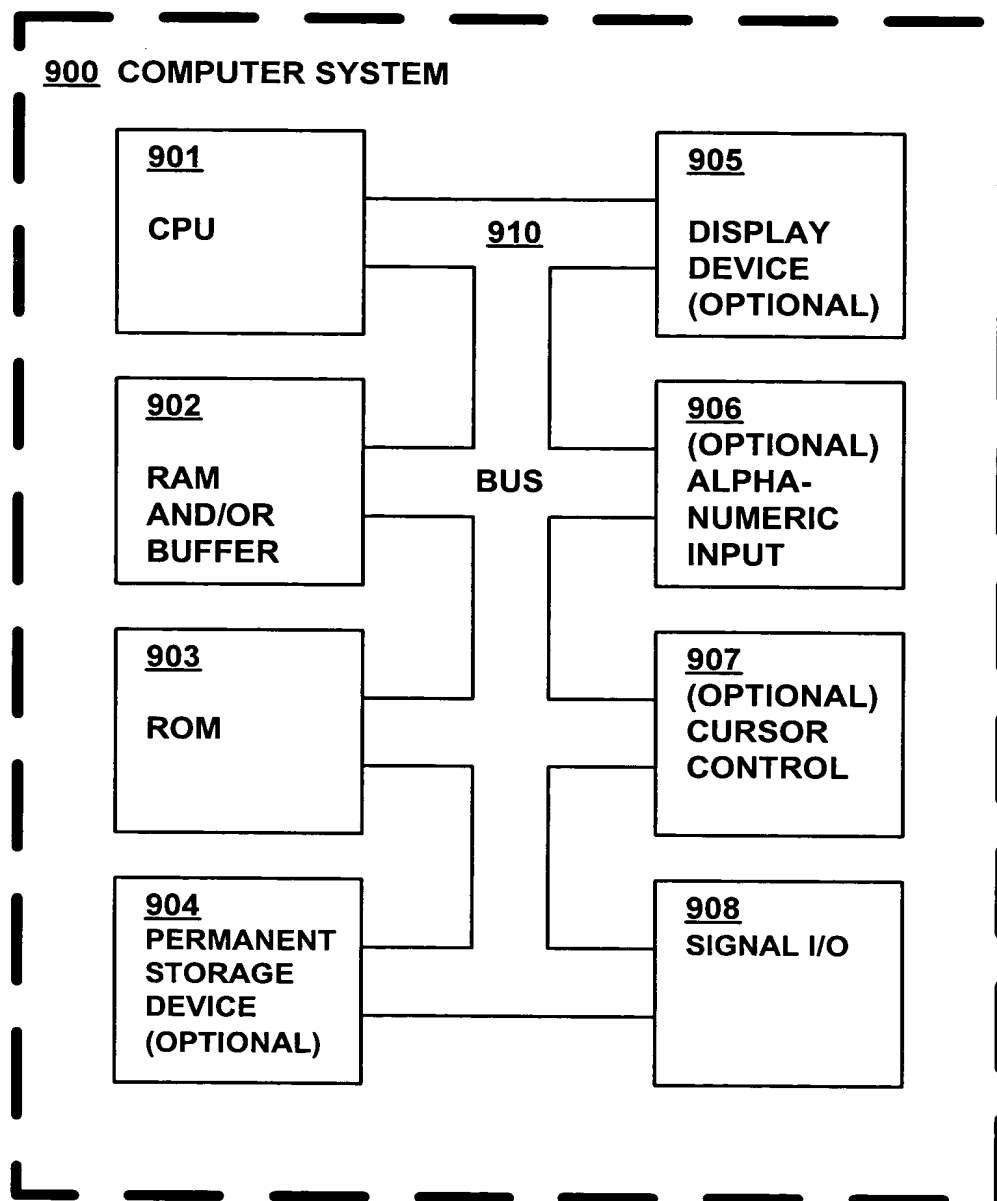 900 COMPUTER SYSTEM
901
CPU
905
DISPLAY
DEVICE
(OPTIONAL)
910
902
RAM
AND/OR
BUFFER
906
(OPTIONAL)
ALPHA-
NUMERIC
INPUT
BUS
903
ROM
907
(OPTIONAL)
CURSOR
CONTROL
904
PERMANENT
STORAGE
DEVICE
(OPTIONAL)
908
SIGNAL I/O